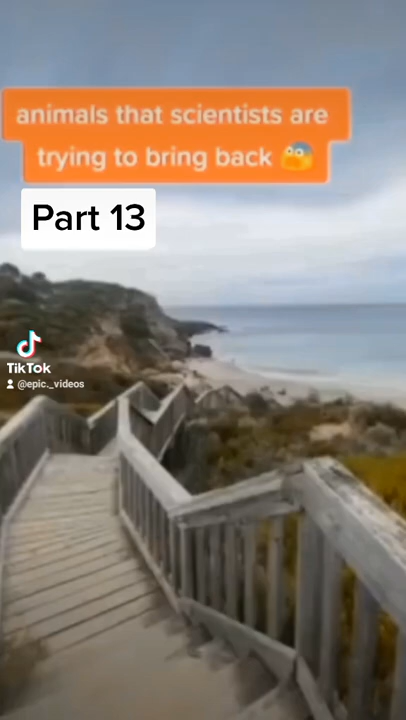 animals that scientists are
trying to bring back
Part 13
TikTok
@epic._videos